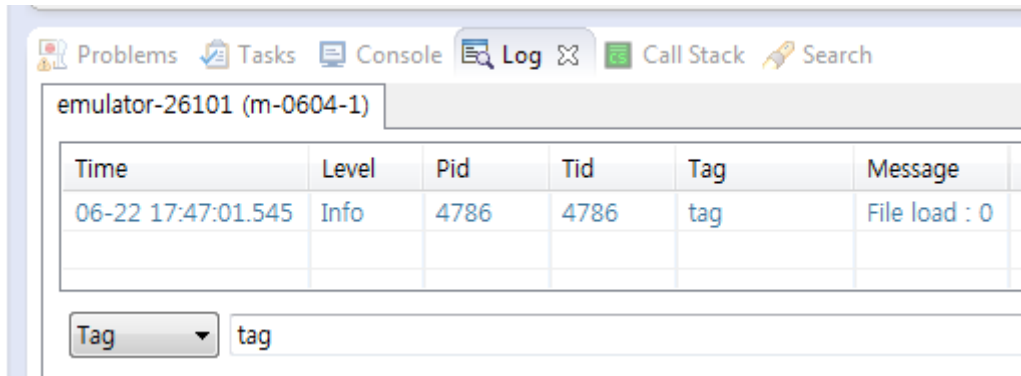 Problems Tasks Console Log Call Stack Search
emulator-26101 (m-0604-1)
Time Level Pid Tid Tag Message
06-22 17:47:01.545 Info 4786 4786 tag File load : 0
Tag tag